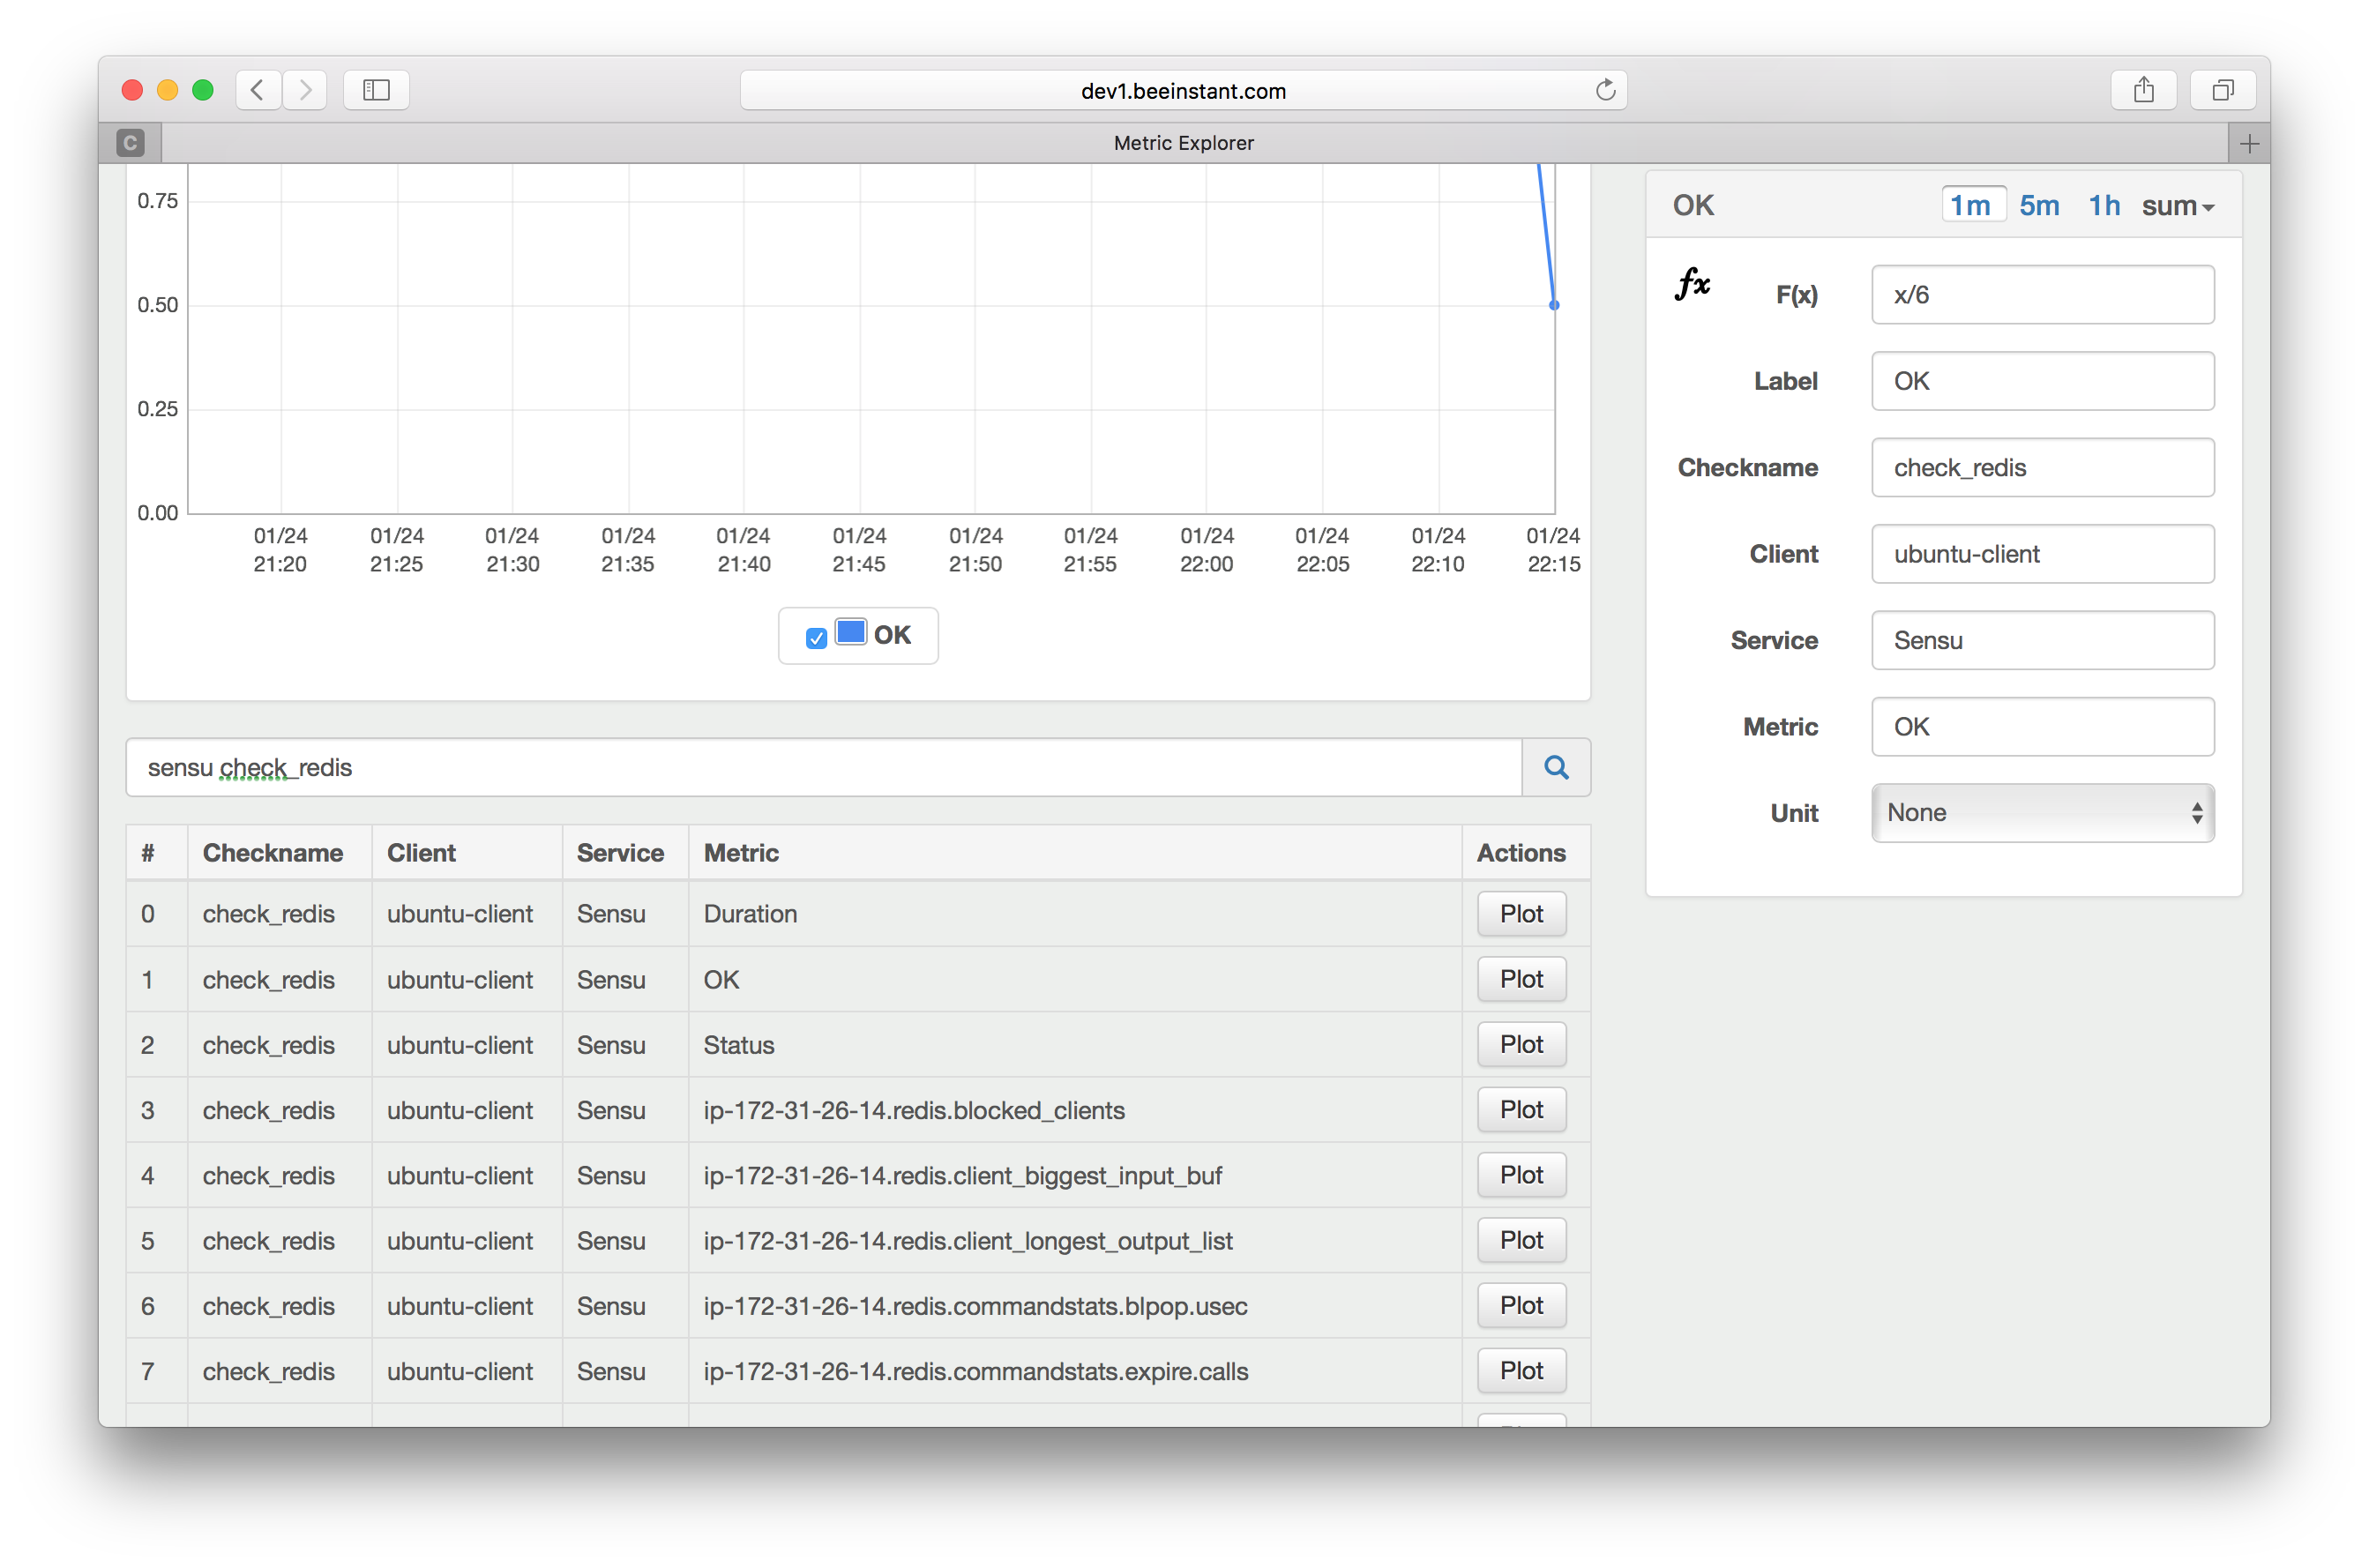 dev1.beeinstant.com
C
Metric Explorer
0.75
0.50
0.25
0.00
01/24 01/24 01/24 01/24 01/24 01/24 01/24 01/24 01/24 01/24 01/24 01/24
21:20 21:25 21:30 21:35 21:40 21:45 21:50 21:55 22:00 22:05 22:10 22:15
OK
sensu check_redis
# Checkname Client Service Metric Actions
0 check_redis ubuntu-client Sensu Duration Plot
1 check_redis ubuntu-client Sensu OK Plot
2 check_redis ubuntu-client Sensu Status Plot
3 check_redis ubuntu-client Sensu ip-172-31-26-14.redis.blocked_clients Plot
4 check_redis ubuntu-client Sensu ip-172-31-26-14.redis.client_biggest_input_buf Plot
5 check_redis ubuntu-client Sensu ip-172-31-26-14.redis.client_longest_output_list Plot
6 check_redis ubuntu-client Sensu ip-172-31-26-14.redis.commandstats.blpop.usec Plot
7 check_redis ubuntu-client Sensu ip-172-31-26-14.redis.commandstats.expire.calls Plot
OK 1m 5m 1h sum
fx F(x) x/6
Label OK
Checkname check_redis
Client ubuntu-client
Service Sensu
Metric OK
Unit None